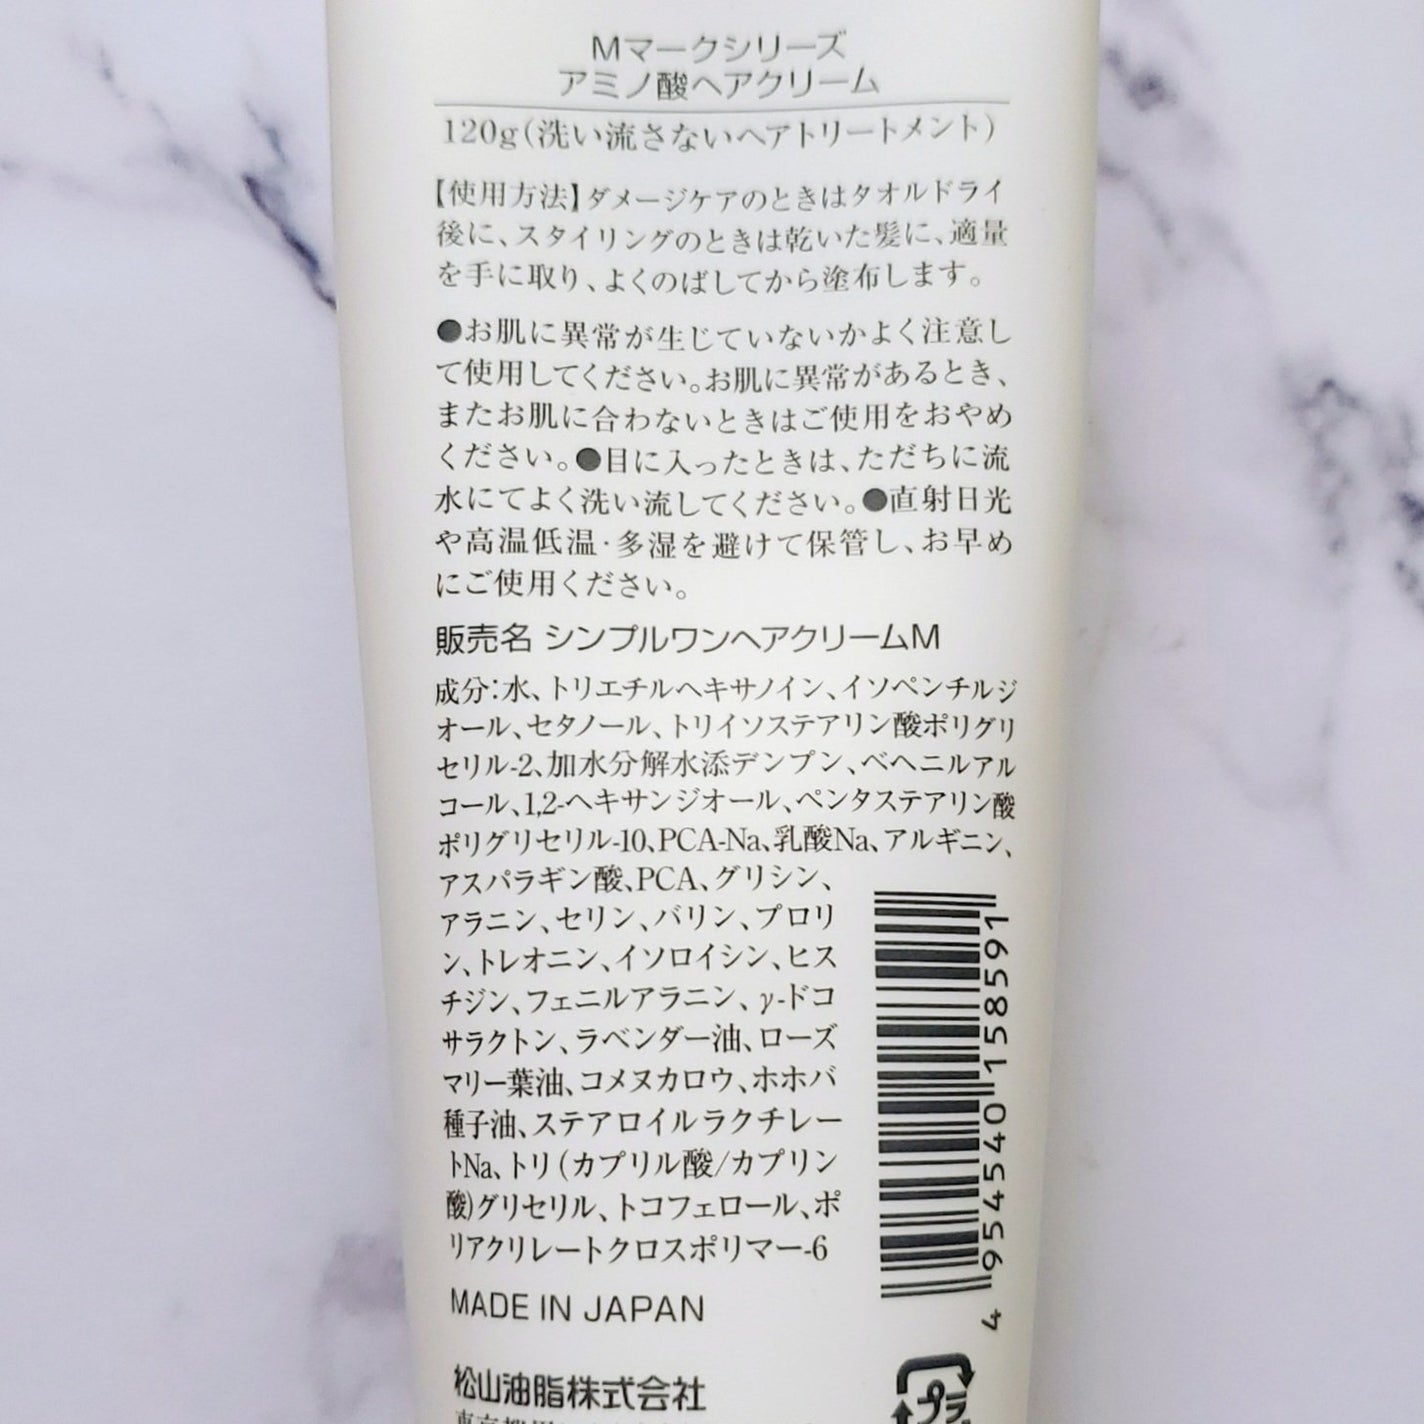 Mマークシリーズ
アミノ酸ヘアクリーム
120g(洗い流さないヘアトリートメント)
【使用方法】ダメージケアのときはタオルドライ
後に、スタイリングのときは乾いた髪に、適量
を手に取り、よくのばしてから塗布します。
●お肌に異常が生じていないかよく注意し
て使用してください。お肌に異常があるとき、
またお肌に合わないときはご使用をおやめ
ください。●目に入ったときは、ただちに流
水にてよく洗い流してください。●直射日光
や高温低温・多湿を避けて保管し、お早め
にご使用ください。
販売名 シンプルワンヘアクリームM
成分:水、トリエチルヘキサノイン、イソペンチルジ
オール、セタノール、トリイソステアリン酸ポリグリ
セリル-2、加水分解水添デンプン、ベヘニルアル
コール、1,2-ヘキサンジオール、ペンタステアリン酸
ポリグリセリル-10、PCA-Na、乳酸Na、アルギニン、
アスパラギン酸、PCA、グリシン、
アラニン、セリン、バリン、プロリ
ン、トレオニン、イソロイシン、ヒス
チジン、フェニルアラニン、γ-ドコ
サラクトン、ラベンダー油、ローズ
マリー葉油、コメヌカロウ、ホホバ
種子油、ステアロイルラクチレー
トNa、トリ(カプリル酸/カプリン
酸)グリセリル、トコフェロール、ポ
リアクリレートクロスポリマー-6
4 954540 158591
MADE IN JAPAN
松山油脂株式会社
プラ